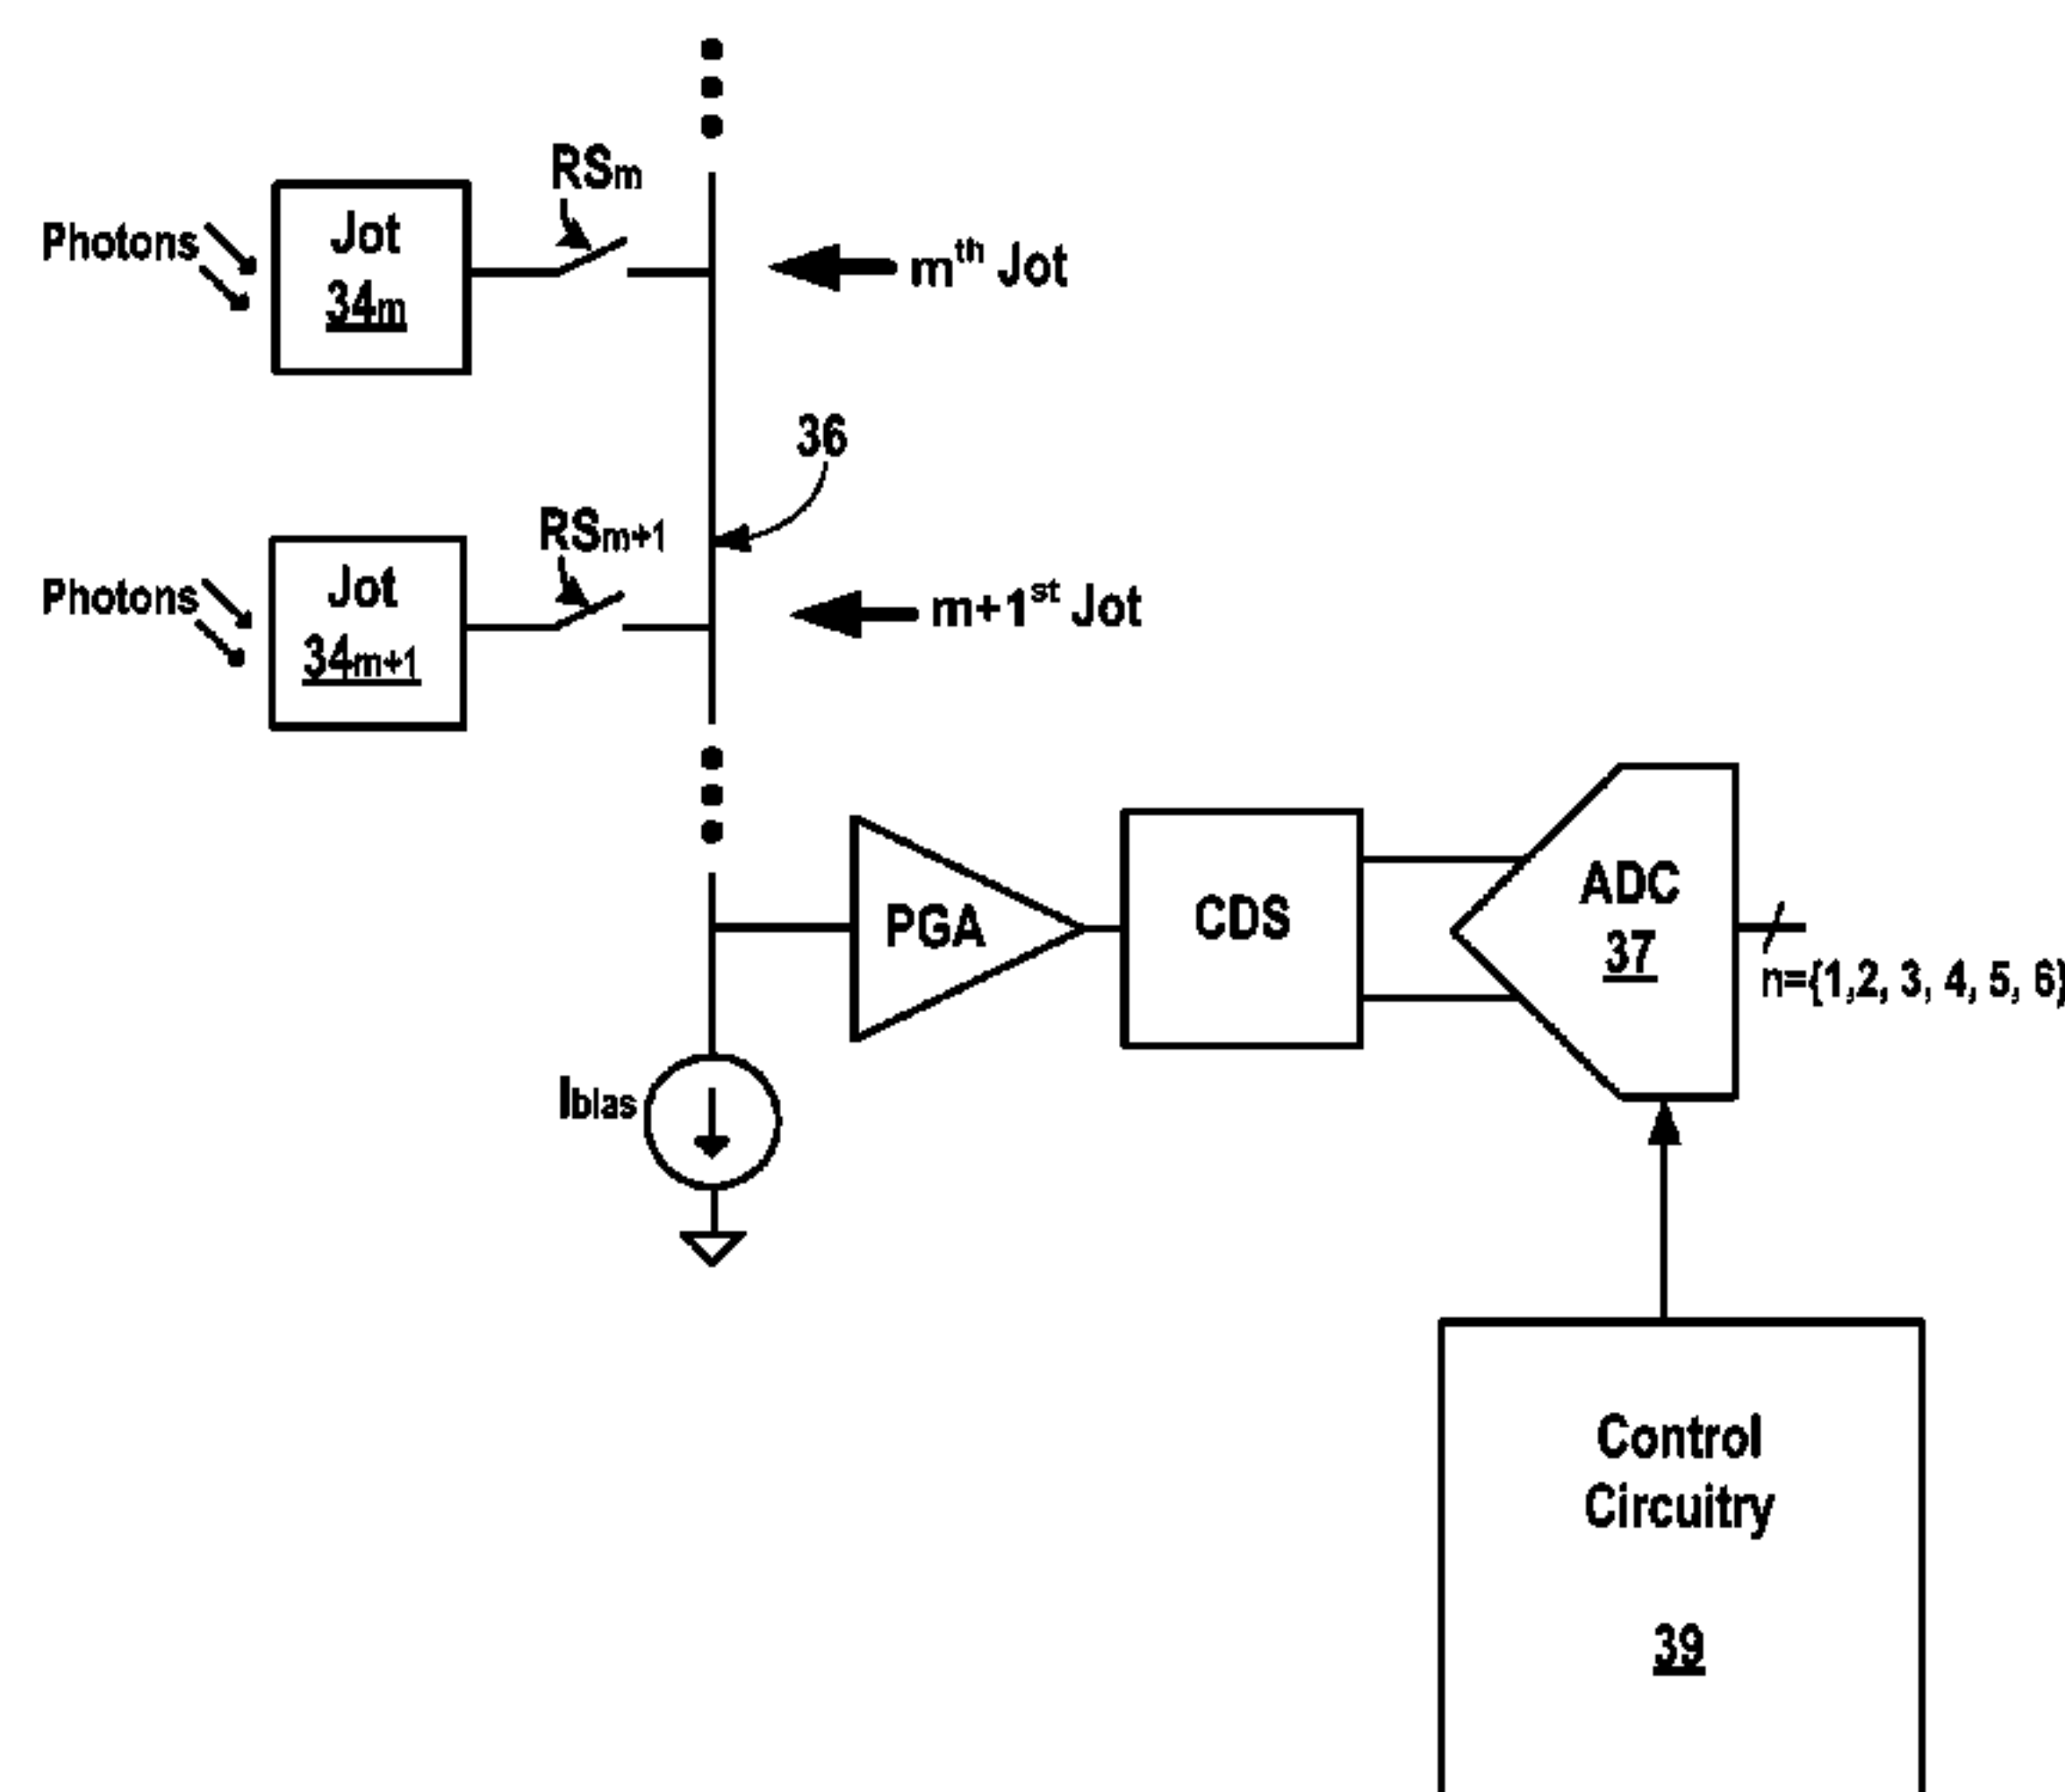 RSm
Photons
Jot
34m
mth Jot
36
RSm+1
Photons
Jot
34m+1
m+1st Jot
PGA
CDS
ADC
37
n={1,2, 3, 4, 5, 6}
Ibias
Control
Circuitry
39